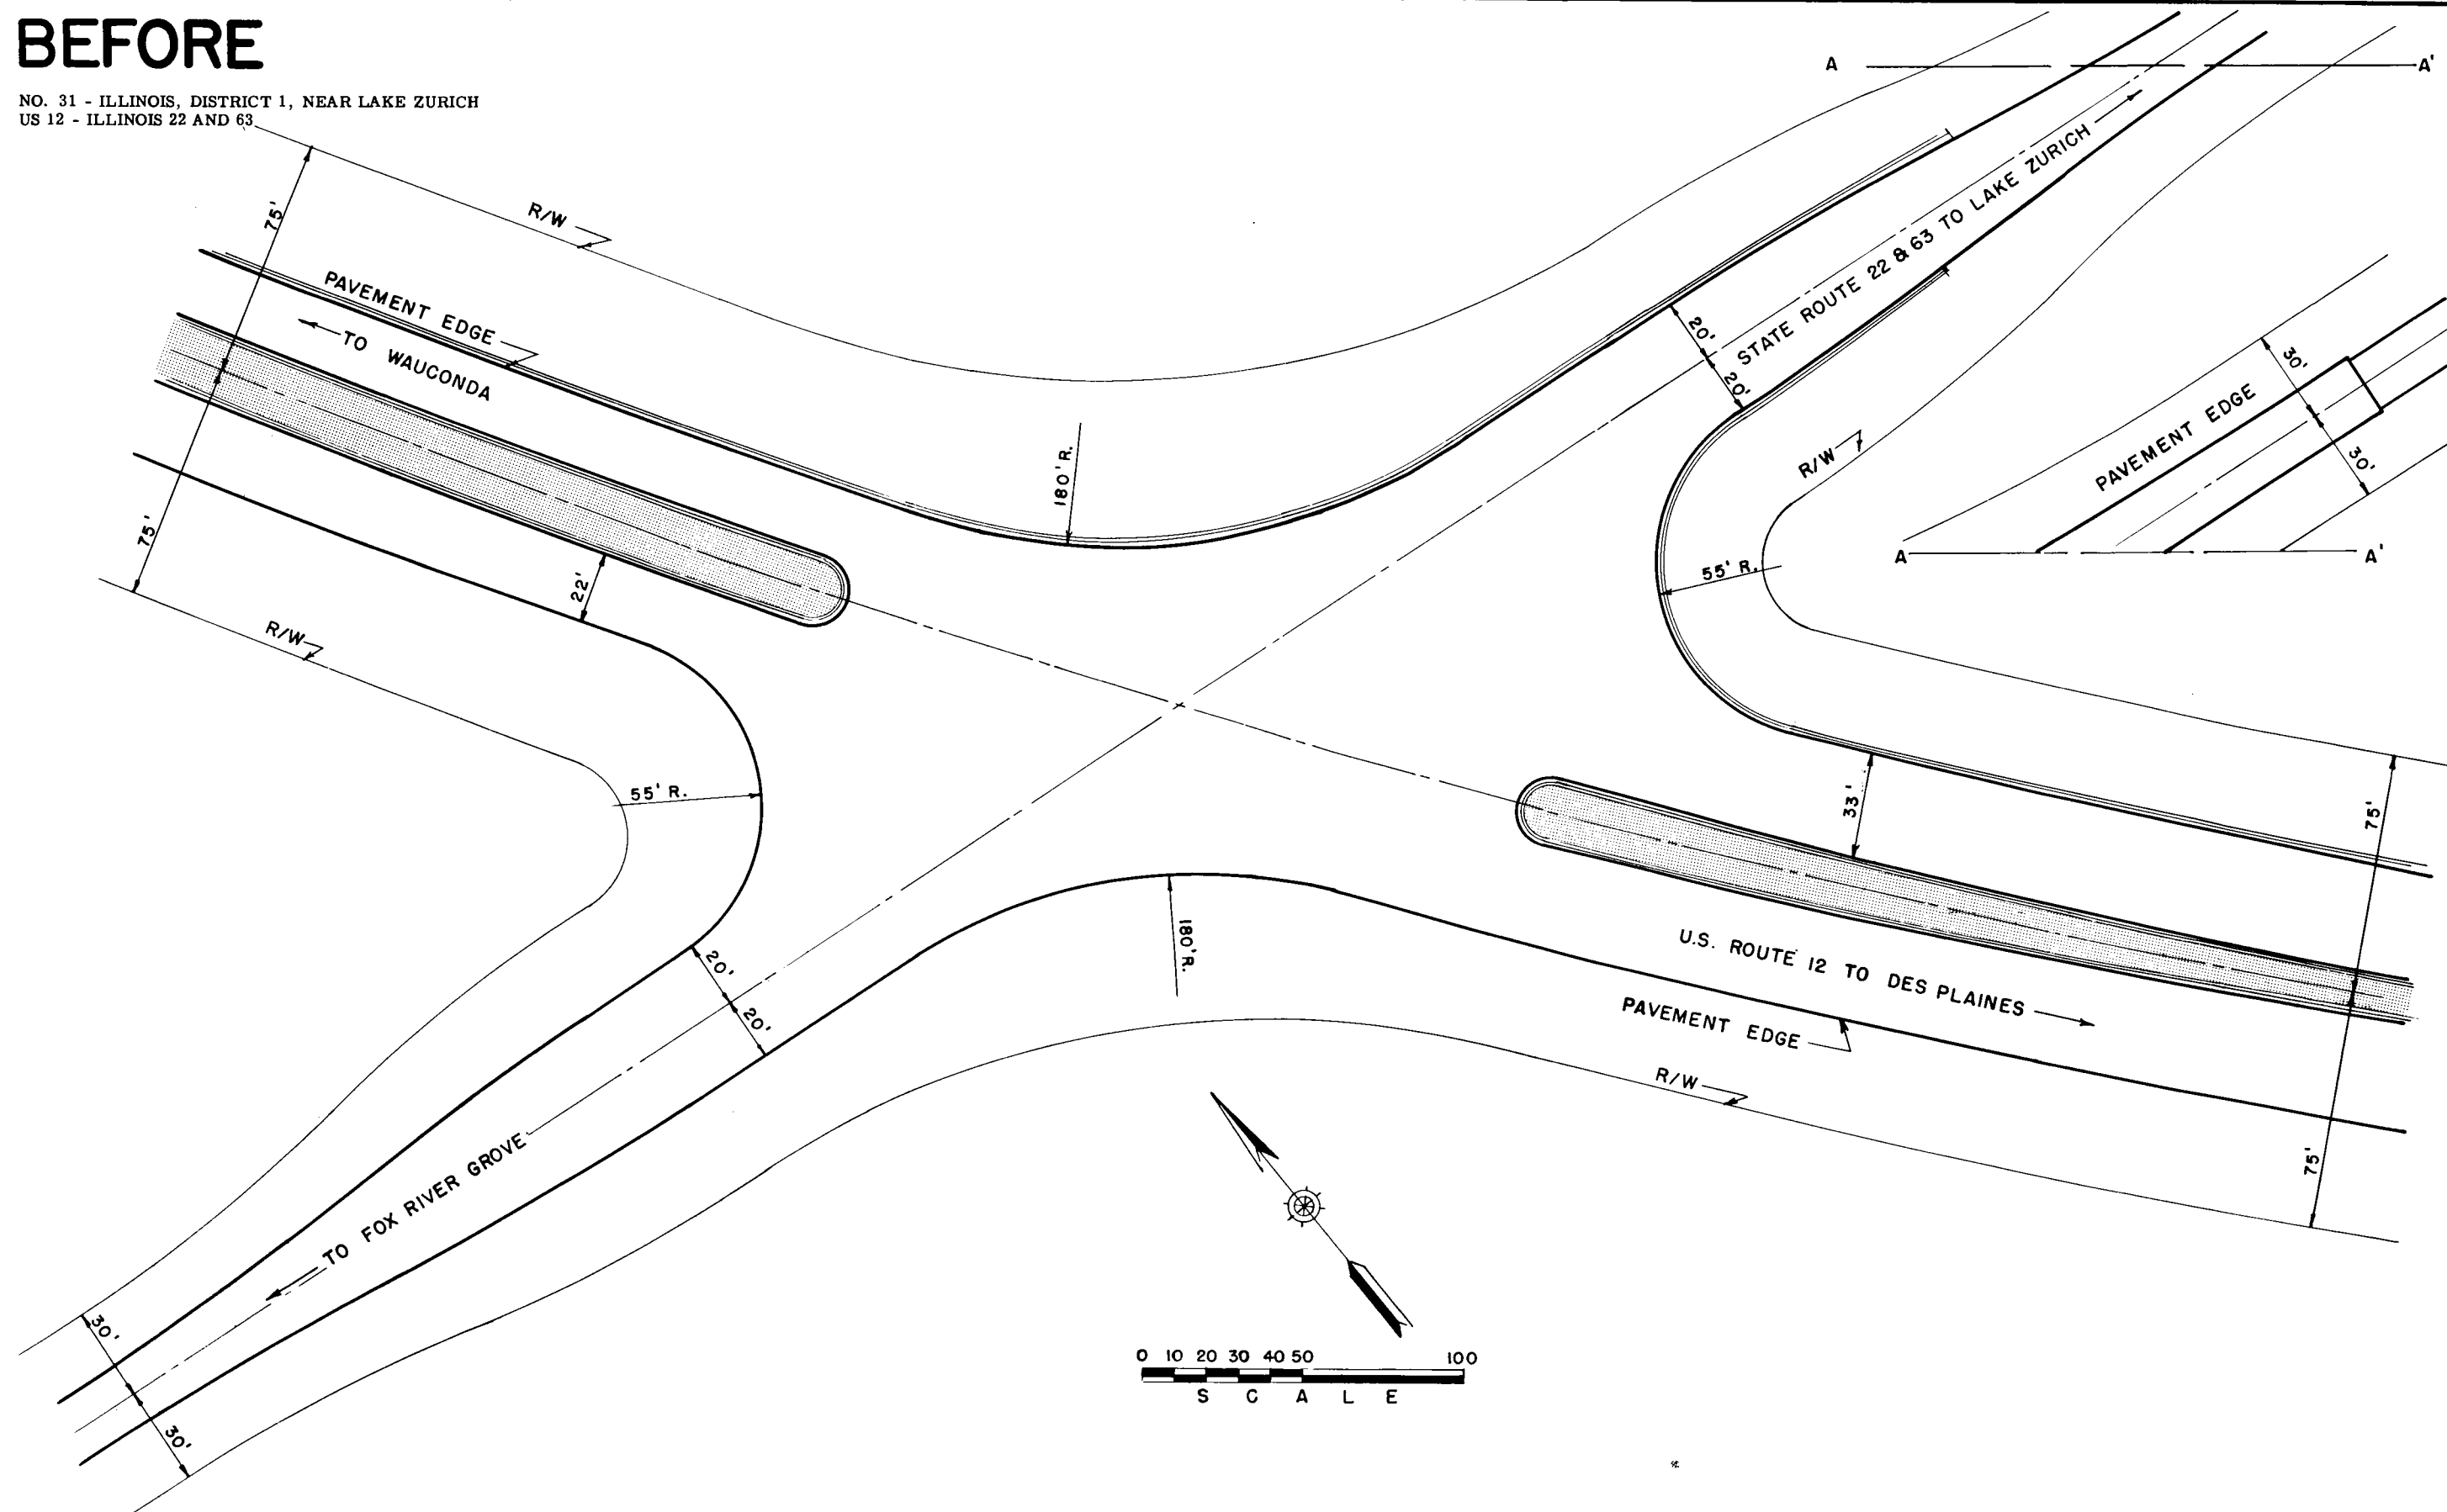 BEFORE
NO. 31 - ILLINOIS, DISTRICT 1, NEAR LAKE ZURICH
US 12 - ILLINOIS 22 AND 63
A
A'
75'
R/W
PAVEMENT EDGE
TO WAUCONDA
STATE ROUTE 22 & 63 TO LAKE ZURICH
20'
20'
180' R.
R/W
30'
PAVEMENT EDGE
30'
A
A'
75'
22'
55' R.
R/W
55' R.
33'
75'
20'
20'
180' R.
U.S. ROUTE 12 TO DES PLAINES
PAVEMENT EDGE
R/W
75'
TO FOX RIVER GROVE
30'
30'
0 10 20 30 40 50 100
SCALE